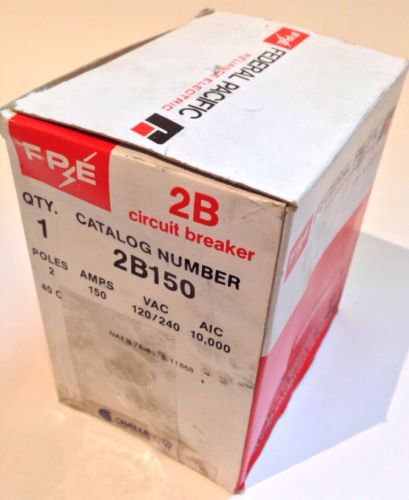 FPE
FEDERAL PACIFIC
RELIANCE ELECTRIC
FPE
2B
circuit breaker
QTY.
1
CATALOG NUMBER
2B150
POLES
2
AMPS
150
VAC
120/240
AIC
10,000
40 C